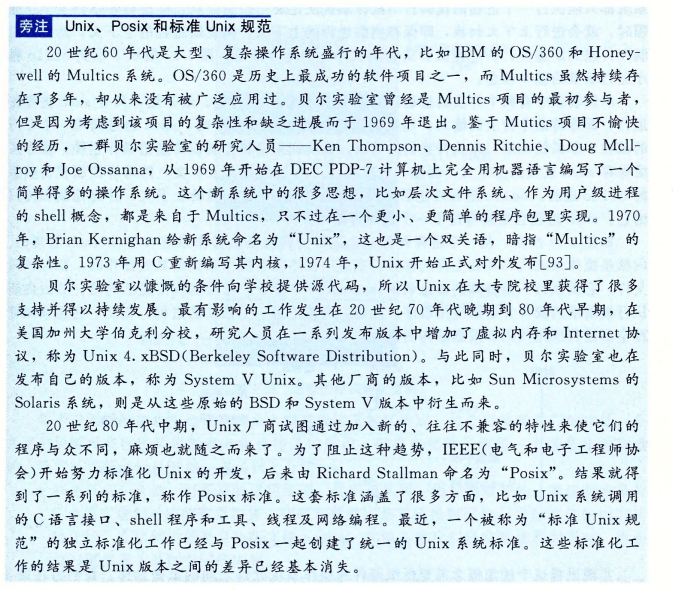 旁注 Unix、Posix 和标准 Unix 规范
20 世纪 60 年代是大型、复杂操作系统盛行的年代，比如 IBM 的 OS/360 和 Honey-
well 的 Multics 系统。OS/360 是历史上最成功的软件项目之一，而 Multics 虽然持续存
在了多年，却从来没有被广泛应用过。贝尔实验室曾经是 Multics 项目的最初参与者，
但是因为考虑到该项目的复杂性和缺乏进展而于 1969 年退出。鉴于 Mutics 项目不愉快
的经历，一群贝尔实验室的研究人员——Ken Thompson、Dennis Ritchie、Doug Mcll-
roy 和 Joe Ossanna，从 1969 年开始在 DEC PDP-7 计算机上完全用机器语言编写了一个
简单得多的操作系统。这个新系统中的很多思想，比如层次文件系统、作为用户级进程
的 shell 概念，都是来自于 Multics，只不过在一个更小、更简单的程序包里实现。1970
年，Brian Kernighan 给新系统命名为“Unix”，这也是一个双关语，暗指“Multics”的
复杂性。1973 年用 C 重新编写其内核，1974 年，Unix 开始正式对外发布[93]。
贝尔实验室以慷慨的条件向学校提供源代码，所以 Unix 在大专院校里获得了很多
支持并得以持续发展。最有影响的工作发生在 20 世纪 70 年代晚期到 80 年代早期，在
美国加州大学伯克利分校，研究人员在一系列发布版本中增加了虚拟内存和 Internet 协
议，称为 Unix 4.xBSD(Berkeley Software Distribution)。与此同时，贝尔实验室也在
发布自己的版本，称为 System V Unix。其他厂商的版本，比如 Sun Microsystems 的
Solaris 系统，则是从这些原始的 BSD 和 System V 版本中衍生而来。
20 世纪 80 年代中期，Unix 厂商试图通过加入新的、往往不兼容的特性来使它们的
程序与众不同，麻烦也就随之而来了。为了阻止这种趋势，IEEE(电气和电子工程师协
会)开始努力标准化 Unix 的开发，后来由 Richard Stallman 命名为“Posix”。结果就得
到了一系列的标准，称作 Posix 标准。这套标准涵盖了很多方面，比如 Unix 系统调用
的 C 语言接口、shell 程序和工具、线程及网络编程。最近，一个被称为“标准 Unix 规
范”的独立标准化工作已经与 Posix 一起创建了统一的 Unix 系统标准。这些标准化工
作的结果是 Unix 版本之间的差异已经基本消失。